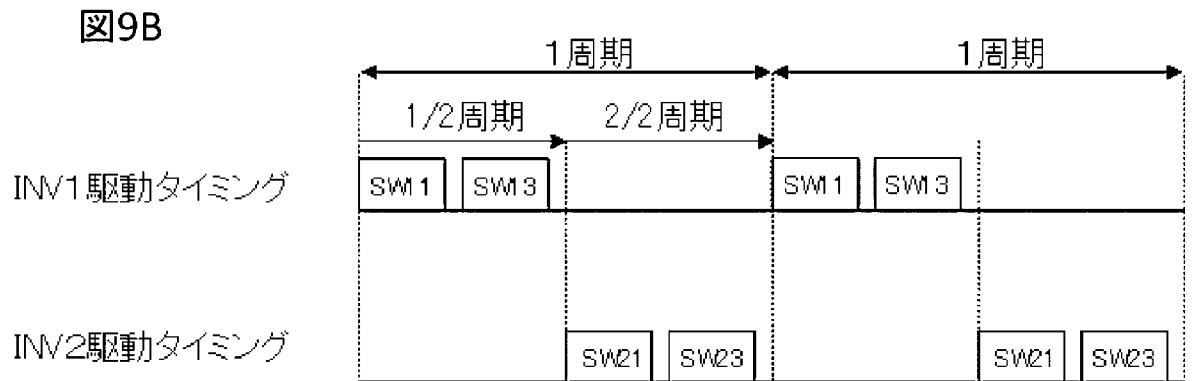 図9B
1周期 1周期
1/2周期 2/2周期
INV1駆動タイミング SW11 SW13 SW11 SW13
INV2駆動タイミング SW21 SW23 SW21 SW23